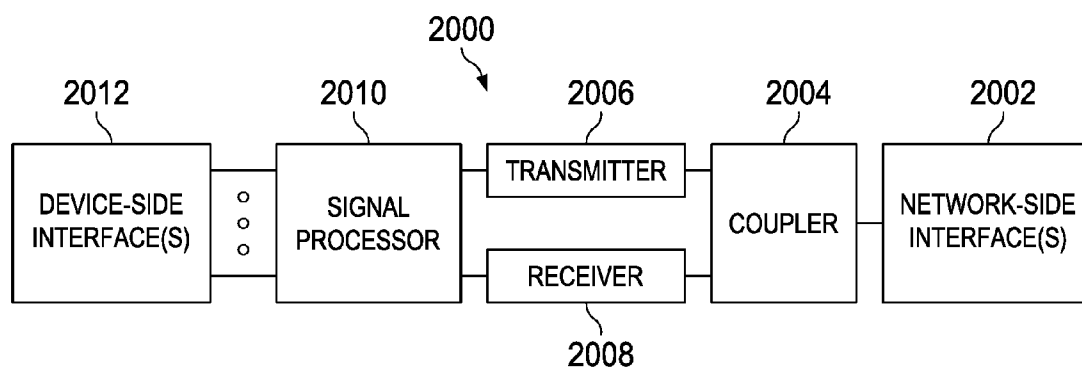 2000
2012
2010
2006
2004
2002
DEVICE-SIDE
INTERFACE(S)
SIGNAL
PROCESSOR
TRANSMITTER
RECEIVER
COUPLER
NETWORK-SIDE
INTERFACE(S)
2008